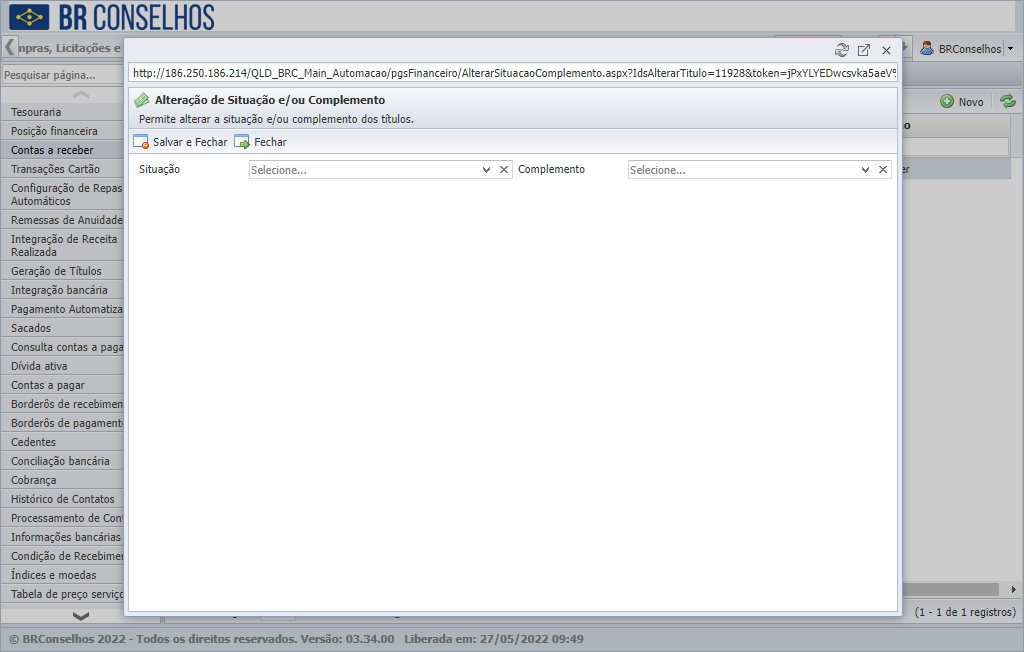 BR CONSELHOS
mpras, Licitações e
BRConselhos
Pesquisar página...
http://186.250.186.214/QLD_BRC_Main_Automacao/pgsFinanceiro/AlterarSituacaoComplemento.aspx?IdsAlterarTitulo=11928&token=jPxYLYEDwcsvka5aeV%
Alteração de Situação e/ou Complemento
Permite alterar a situação e/ou complemento dos títulos.
Salvar e Fechar Fechar
Situação Selecione... Complemento Selecione...
Novo
o
er
Tesouraria
Posição financeira
Contas a receber
Transações Cartão
Configuração de Repas
Automáticos
Remessas de Anuidade
Integração de Receita
Realizada
Geração de Títulos
Integração bancária
Pagamento Automatiza
Sacados
Consulta contas a paga
Dívida ativa
Contas a pagar
Borderôs de recebimen
Borderôs de pagament
Cedentes
Conciliação bancária
Cobrança
Histórico de Contatos
Processamento de Con
Informações bancárias
Condição de Recebime
Índices e moedas
Tabela de preço serviç
(1 - 1 de 1 registros)
© BRConselhos 2022 - Todos os direitos reservados. Versão: 03.34.00 Liberada em: 27/05/2022 09:49